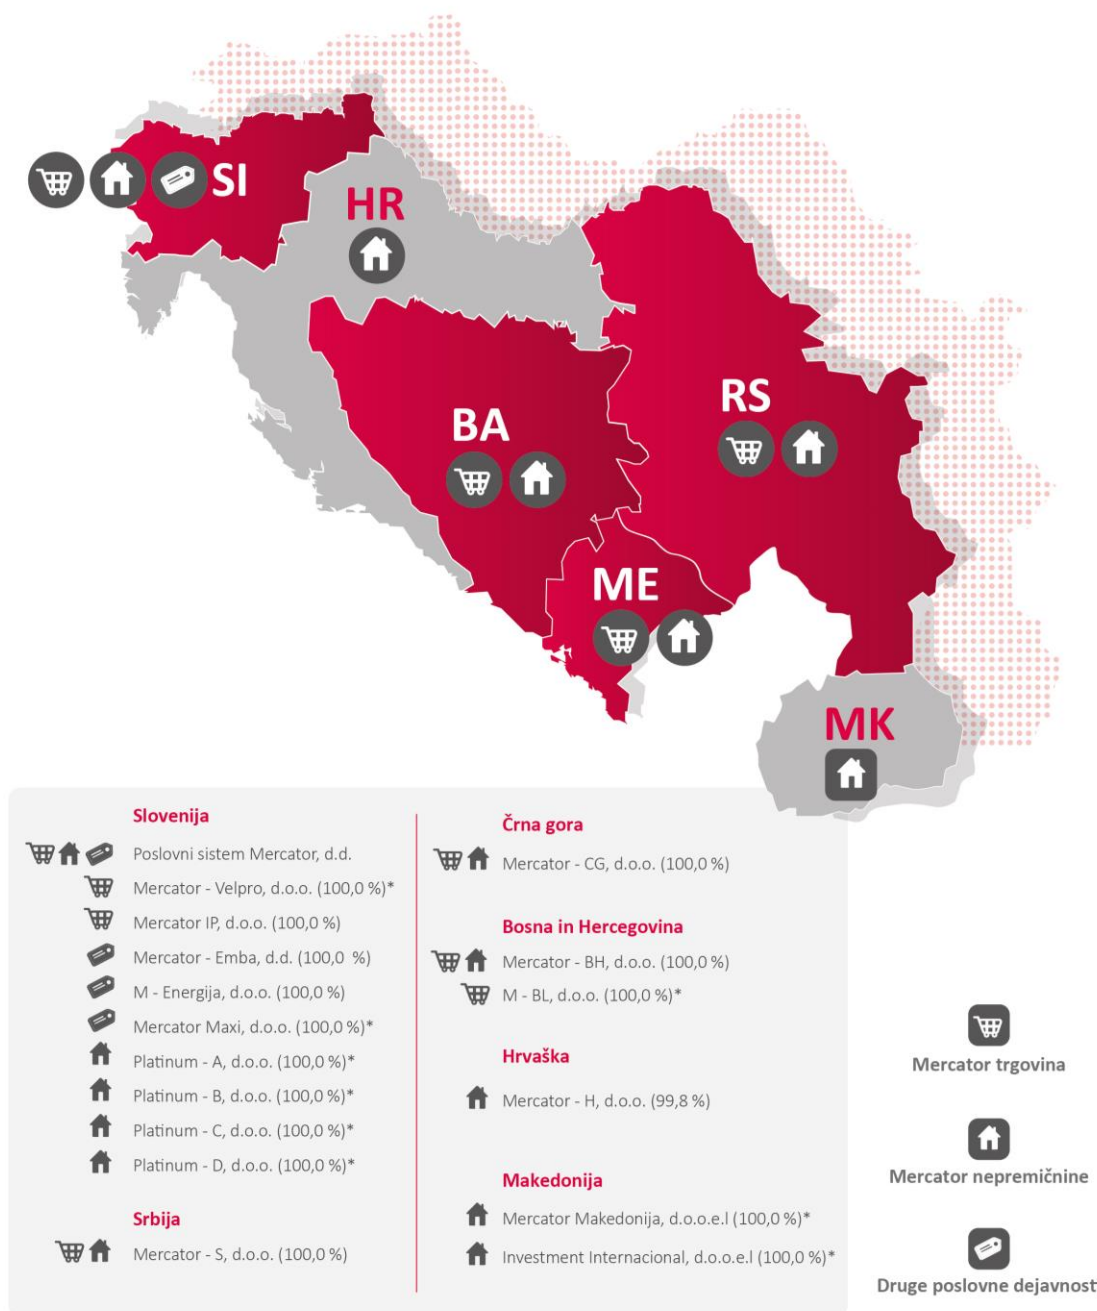 SI
HR
BA
RS
ME
MK
Slovenija
Poslovni sistem Mercator, d.d.
Mercator - Velpro, d.o.o. (100,0 %)*
Mercator IP, d.o.o. (100,0 %)
Mercator - Emba, d.d. (100,0 %)
M - Energija, d.o.o. (100,0 %)
Mercator Maxi, d.o.o. (100,0 %)*
Platinum - A, d.o.o. (100,0 %)*
Platinum - B, d.o.o. (100,0 %)*
Platinum - C, d.o.o. (100,0 %)*
Platinum - D, d.o.o. (100,0 %)*
Srbija
Mercator - S, d.o.o. (100,0 %)
Črna gora
Mercator - CG, d.o.o. (100,0 %)
Bosna in Hercegovina
Mercator - BH, d.o.o. (100,0 %)
M - BL, d.o.o. (100,0 %)*
Hrvaška
Mercator - H, d.o.o. (99,8 %)
Makedonija
Mercator Makedonija, d.o.o.e.l (100,0 %)*
Investment Internacional, d.o.o.e.l (100,0 %)*
Mercator trgovina
Mercator nepremičnine
Druge poslovne dejavnost